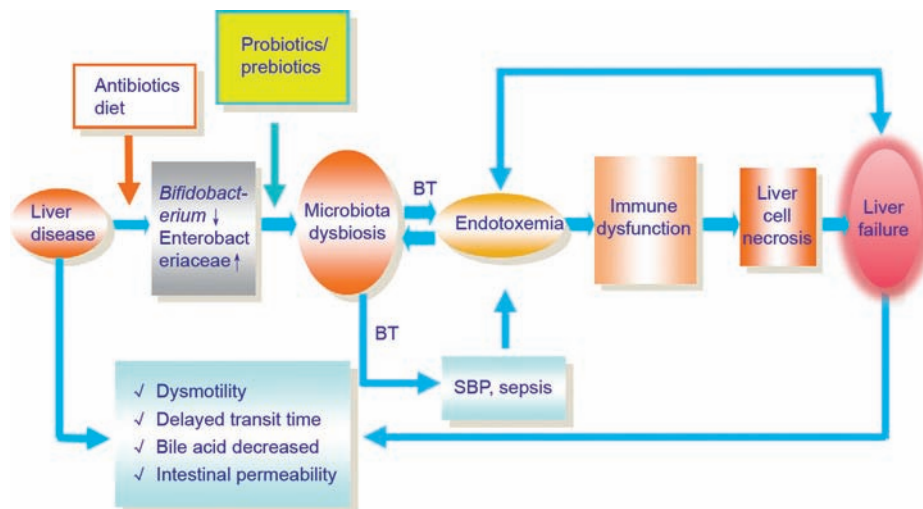 Probiotics/
prebiotics
Antibiotics
diet
Liver
disease
Bifidobact-
erium ↓
Enterobact
eriaceae ↑
Microbiota
dysbiosis
BT
Endotoxemia
Immune
dysfunction
Liver
cell
necrosis
Liver
failure
BT
SBP, sepsis
√ Dysmotility
√ Delayed transit time
√ Bile acid decreased
√ Intestinal permeability